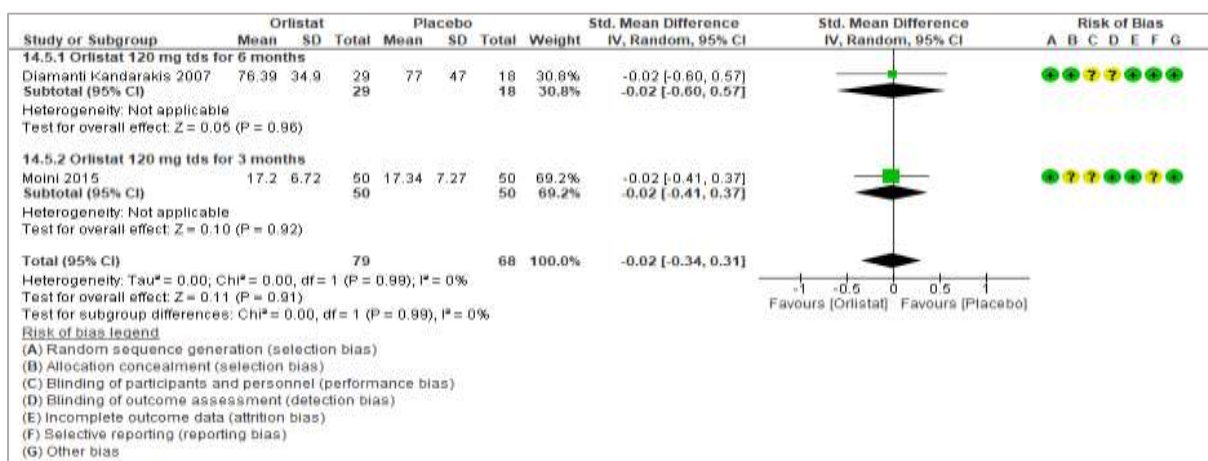 Orlistat Placebo Std. Mean Difference Std. Mean Difference Risk of Bias
Study or Subgroup Mean SD Total Mean SD Total Weight IV, Random, 95% CI IV, Random, 95% CI A B C D E F G
14.5.1 Orlistat 120 mg tds for 6 months
Diamanti Kandarakis 2007 76.39 34.9 29 77 47 18 30.8% -0.02 [-0.60, 0.57] + + ? ? + + +
Subtotal (95% CI) 29 18 30.8% -0.02 [-0.60, 0.57]
Heterogeneity: Not applicable
Test for overall effect: Z = 0.05 (P = 0.96)
14.5.2 Orlistat 120 mg tds for 3 months
Moini 2015 17.2 6.72 50 17.34 7.27 50 69.2% -0.02 [-0.41, 0.37] + ? ? + + ? +
Subtotal (95% CI) 50 50 69.2% -0.02 [-0.41, 0.37]
Heterogeneity: Not applicable
Test for overall effect: Z = 0.10 (P = 0.92)
Total (95% CI) 79 68 100.0% -0.02 [-0.34, 0.31]
Heterogeneity: Tau² = 0.00; Chi² = 0.00, df = 1 (P = 0.99); I² = 0%
Test for overall effect: Z = 0.11 (P = 0.91)
Test for subgroup differences: Chi² = 0.00, df = 1 (P = 0.99), I² = 0%
-1 -0.5 0 0.5 1
Favours [Orlistat] Favours [Placebo]
Risk of bias legend
(A) Random sequence generation (selection bias)
(B) Allocation concealment (selection bias)
(C) Blinding of participants and personnel (performance bias)
(D) Blinding of outcome assessment (detection bias)
(E) Incomplete outcome data (attrition bias)
(F) Selective reporting (reporting bias)
(G) Other bias